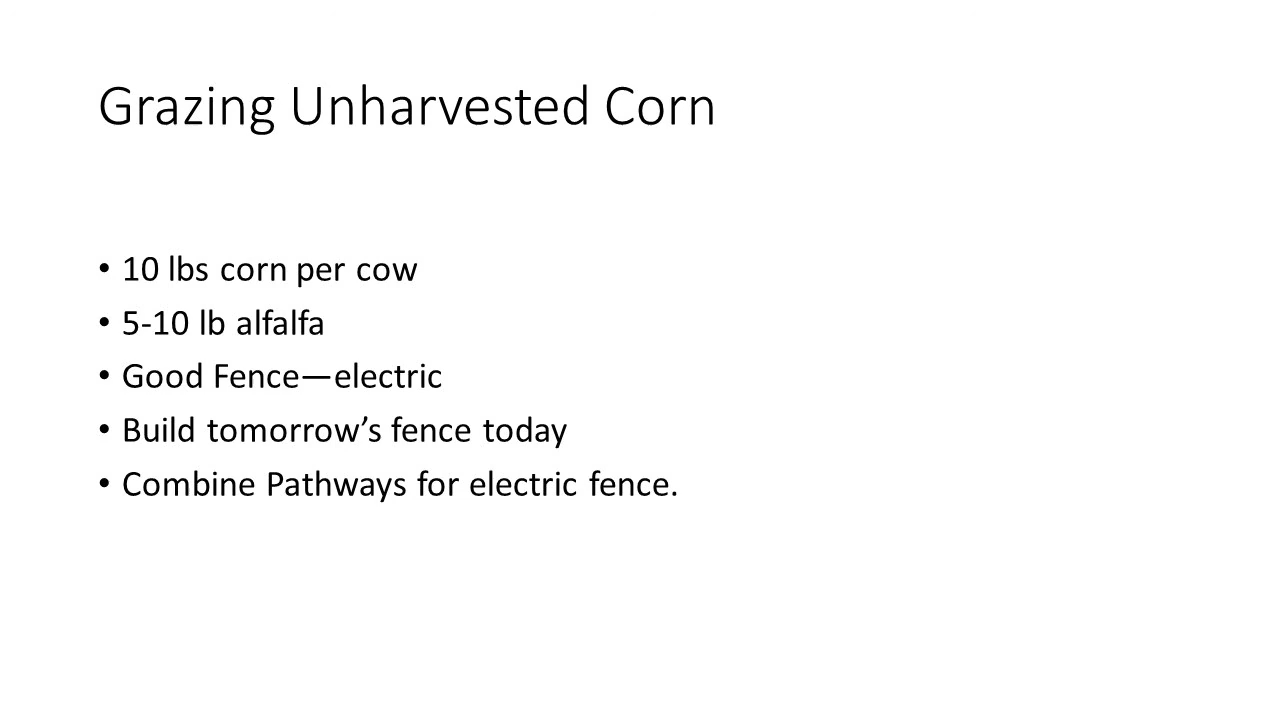 Grazing Unharvested Corn
• 10 lbs corn per cow
• 5-10 lb alfalfa
• Good Fence—electric
• Build tomorrow’s fence today
• Combine Pathways for electric fence.